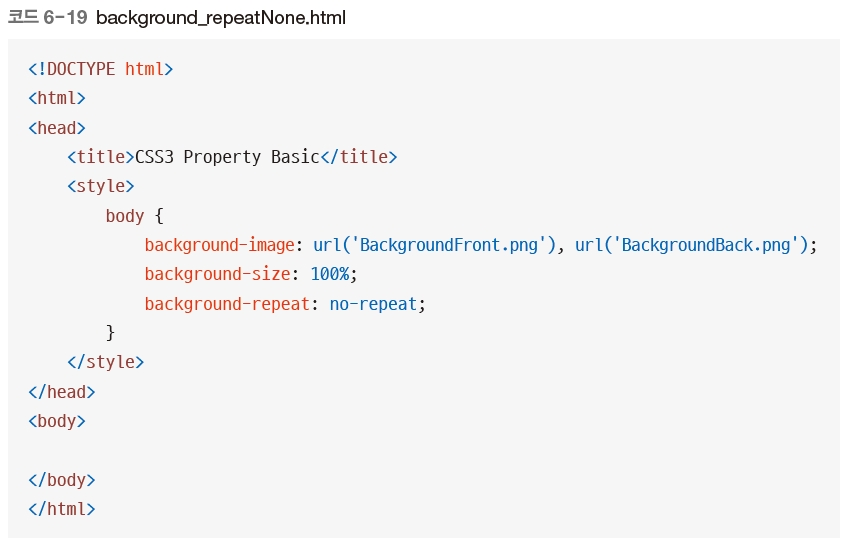 코드 6-19 background_repeatNone.html
<!DOCTYPE html>
<html>
<head>
    <title>CSS3 Property Basic</title>
    <style>
        body {
            background-image: url('BackgroundFront.png'), url('BackgroundBack.png');
            background-size: 100%;
            background-repeat: no-repeat;
        }
    </style>
</head>
<body>

</body>
</html>